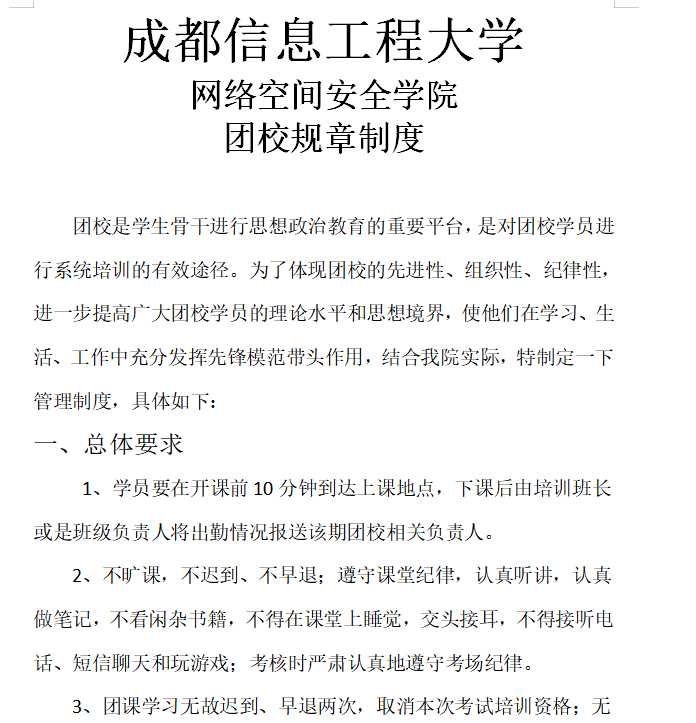 成都信息工程大学
网络空间安全学院
团校规章制度
团校是学生骨干进行思想政治教育的重要平台，是对团校学员进
行系统培训的有效途径。为了体现团校的先进性、组织性、纪律性，
进一步提高广大团校学员的理论水平和思想境界，使他们在学习、生
活、工作中充分发挥先锋模范带头作用，结合我院实际，特制定一下
管理制度，具体如下：
一、总体要求
1、学员要在开课前 10 分钟到达上课地点，下课后由培训班长
或是班级负责人将出勤情况报送该期团校相关负责人。
2、不旷课，不迟到、不早退；遵守课堂纪律，认真听讲，认真
做笔记，不看闲杂书籍，不得在课堂上睡觉，交头接耳，不得接听电
话、短信聊天和玩游戏；考核时严肃认真地遵守考场纪律。
3、团课学习无故迟到、早退两次，取消本次考试培训资格；无